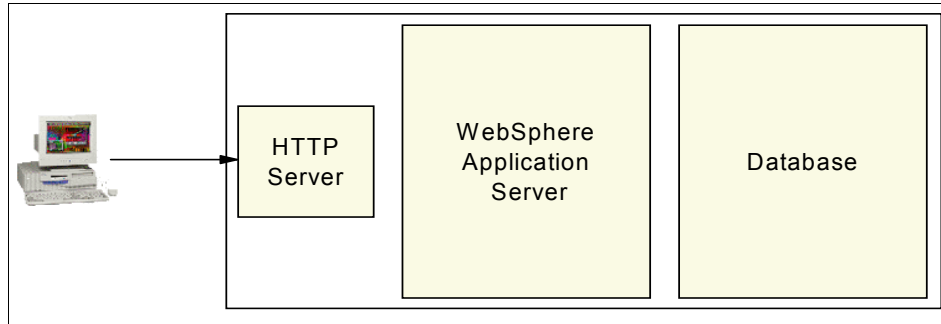 HTTP
Server
WebSphere
Application
Server
Database